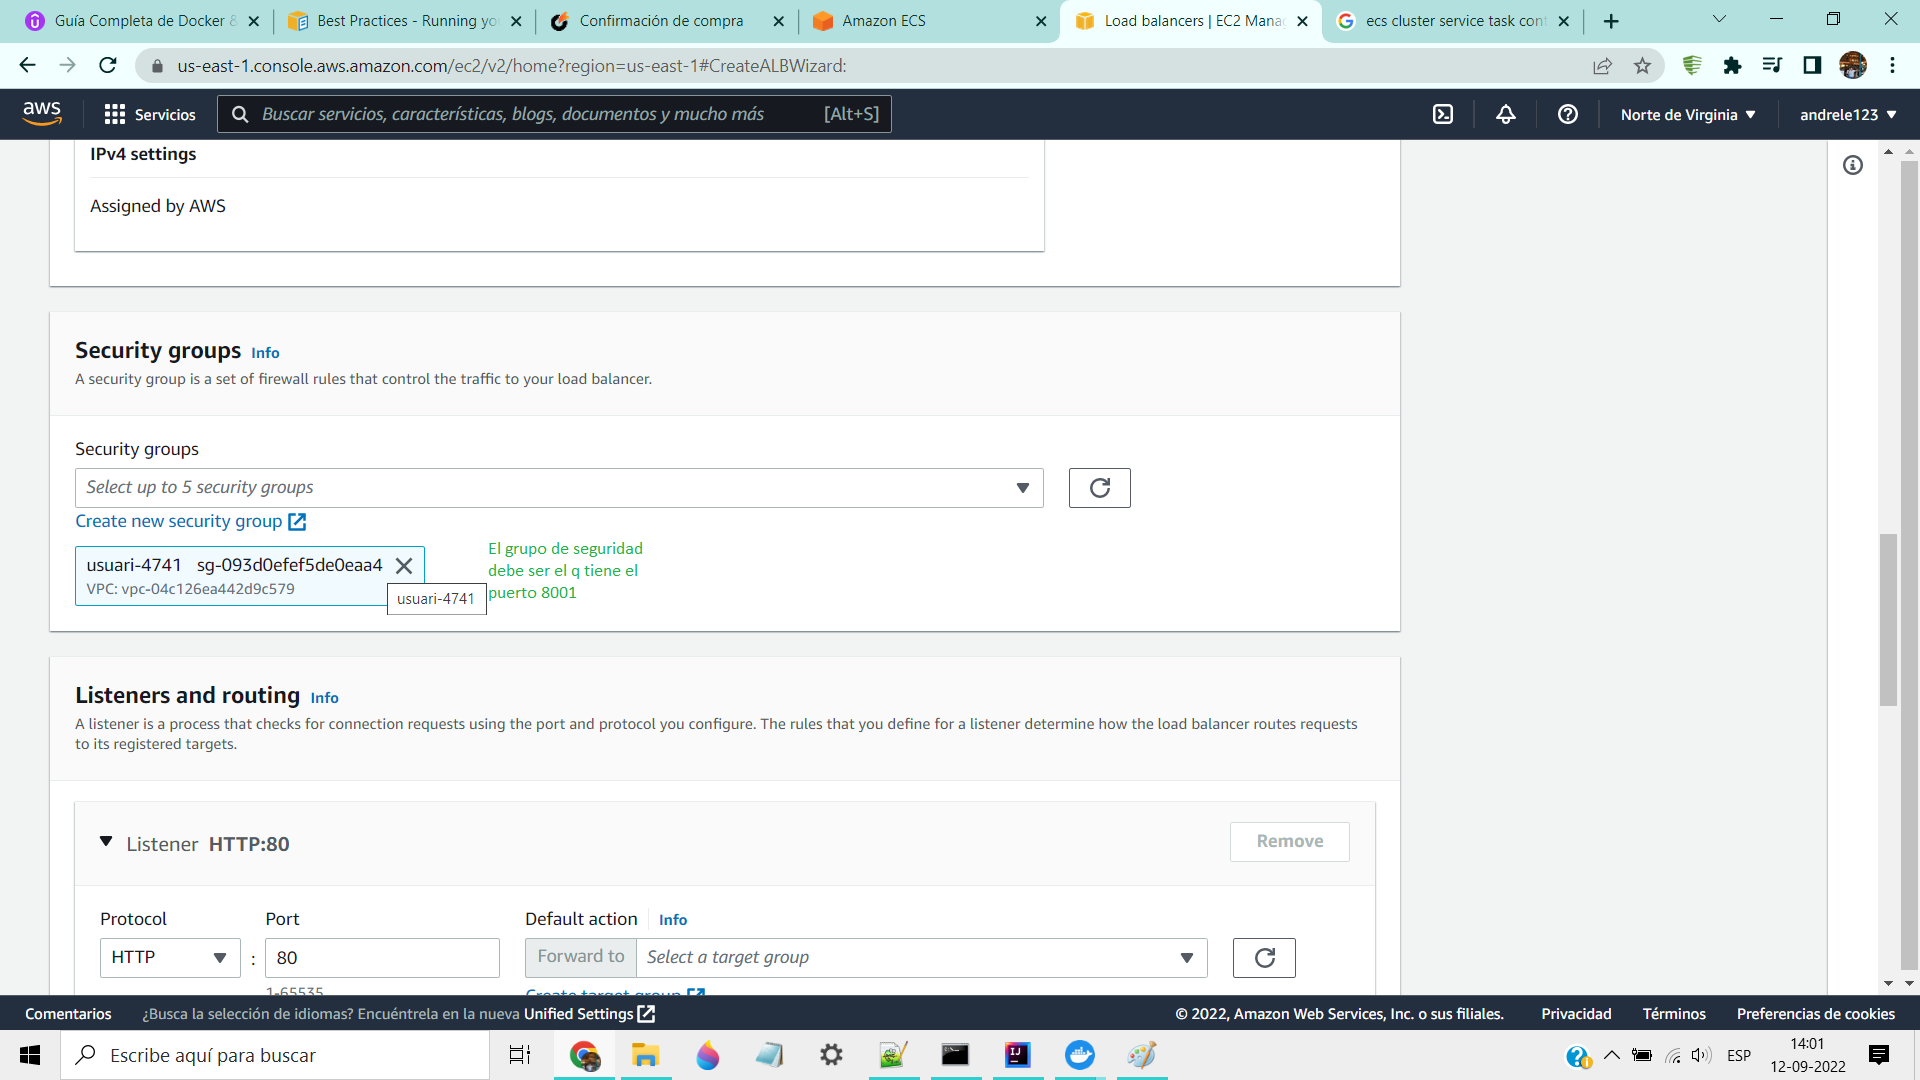 Guía Completa de Docker &
Best Practices - Running yo
Confirmación de compra
Amazon ECS
Load balancers | EC2 Mana
ecs cluster service task cont
us-east-1.console.aws.amazon.com/ec2/v2/home?region=us-east-1#CreateALBWizard:
aws
Servicios
Buscar servicios, características, blogs, documentos y mucho más
[Alt+S]
Norte de Virginia
andrele123
IPv4 settings
Assigned by AWS
Security groups Info
A security group is a set of firewall rules that control the traffic to your load balancer.
Security groups
Select up to 5 security groups
Create new security group
usuari-4741 sg-093d0efef5de0eaa4
VPC: vpc-04c126ea442d9c579
usuari-4741
El grupo de seguridad
debe ser el q tiene el
puerto 8001
Listeners and routing Info
A listener is a process that checks for connection requests using the port and protocol you configure. The rules that you define for a listener determine how the load balancer routes requests
to its registered targets.
Listener HTTP:80
Remove
Protocol
Port
Default action
Info
HTTP
:
80
Forward to
Select a target group
1-65535
Create target group
Comentarios
¿Busca la selección de idiomas? Encuéntrela en la nueva Unified Settings
© 2022, Amazon Web Services, Inc. o sus filiales.
Privacidad
Términos
Preferencias de cookies
Escribe aquí para buscar
ESP
14:01
12-09-2022